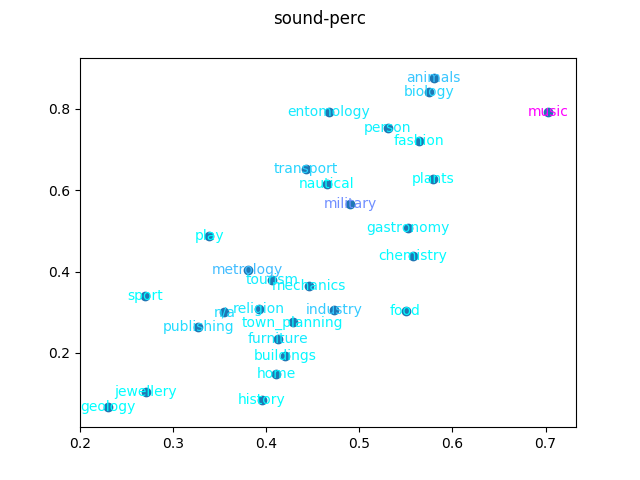 sound-perc
animals
biology
entomology
music
person
fashion
transport
nautical
plants
military
play
gastronomy
chemistry
metrology
tourism
mechanics
sport
religion
industry
food
publishing
town_planning
furniture
buildings
home
jewellery
history
geology
0.8
0.6
0.4
0.2
0.2 0.3 0.4 0.5 0.6 0.7